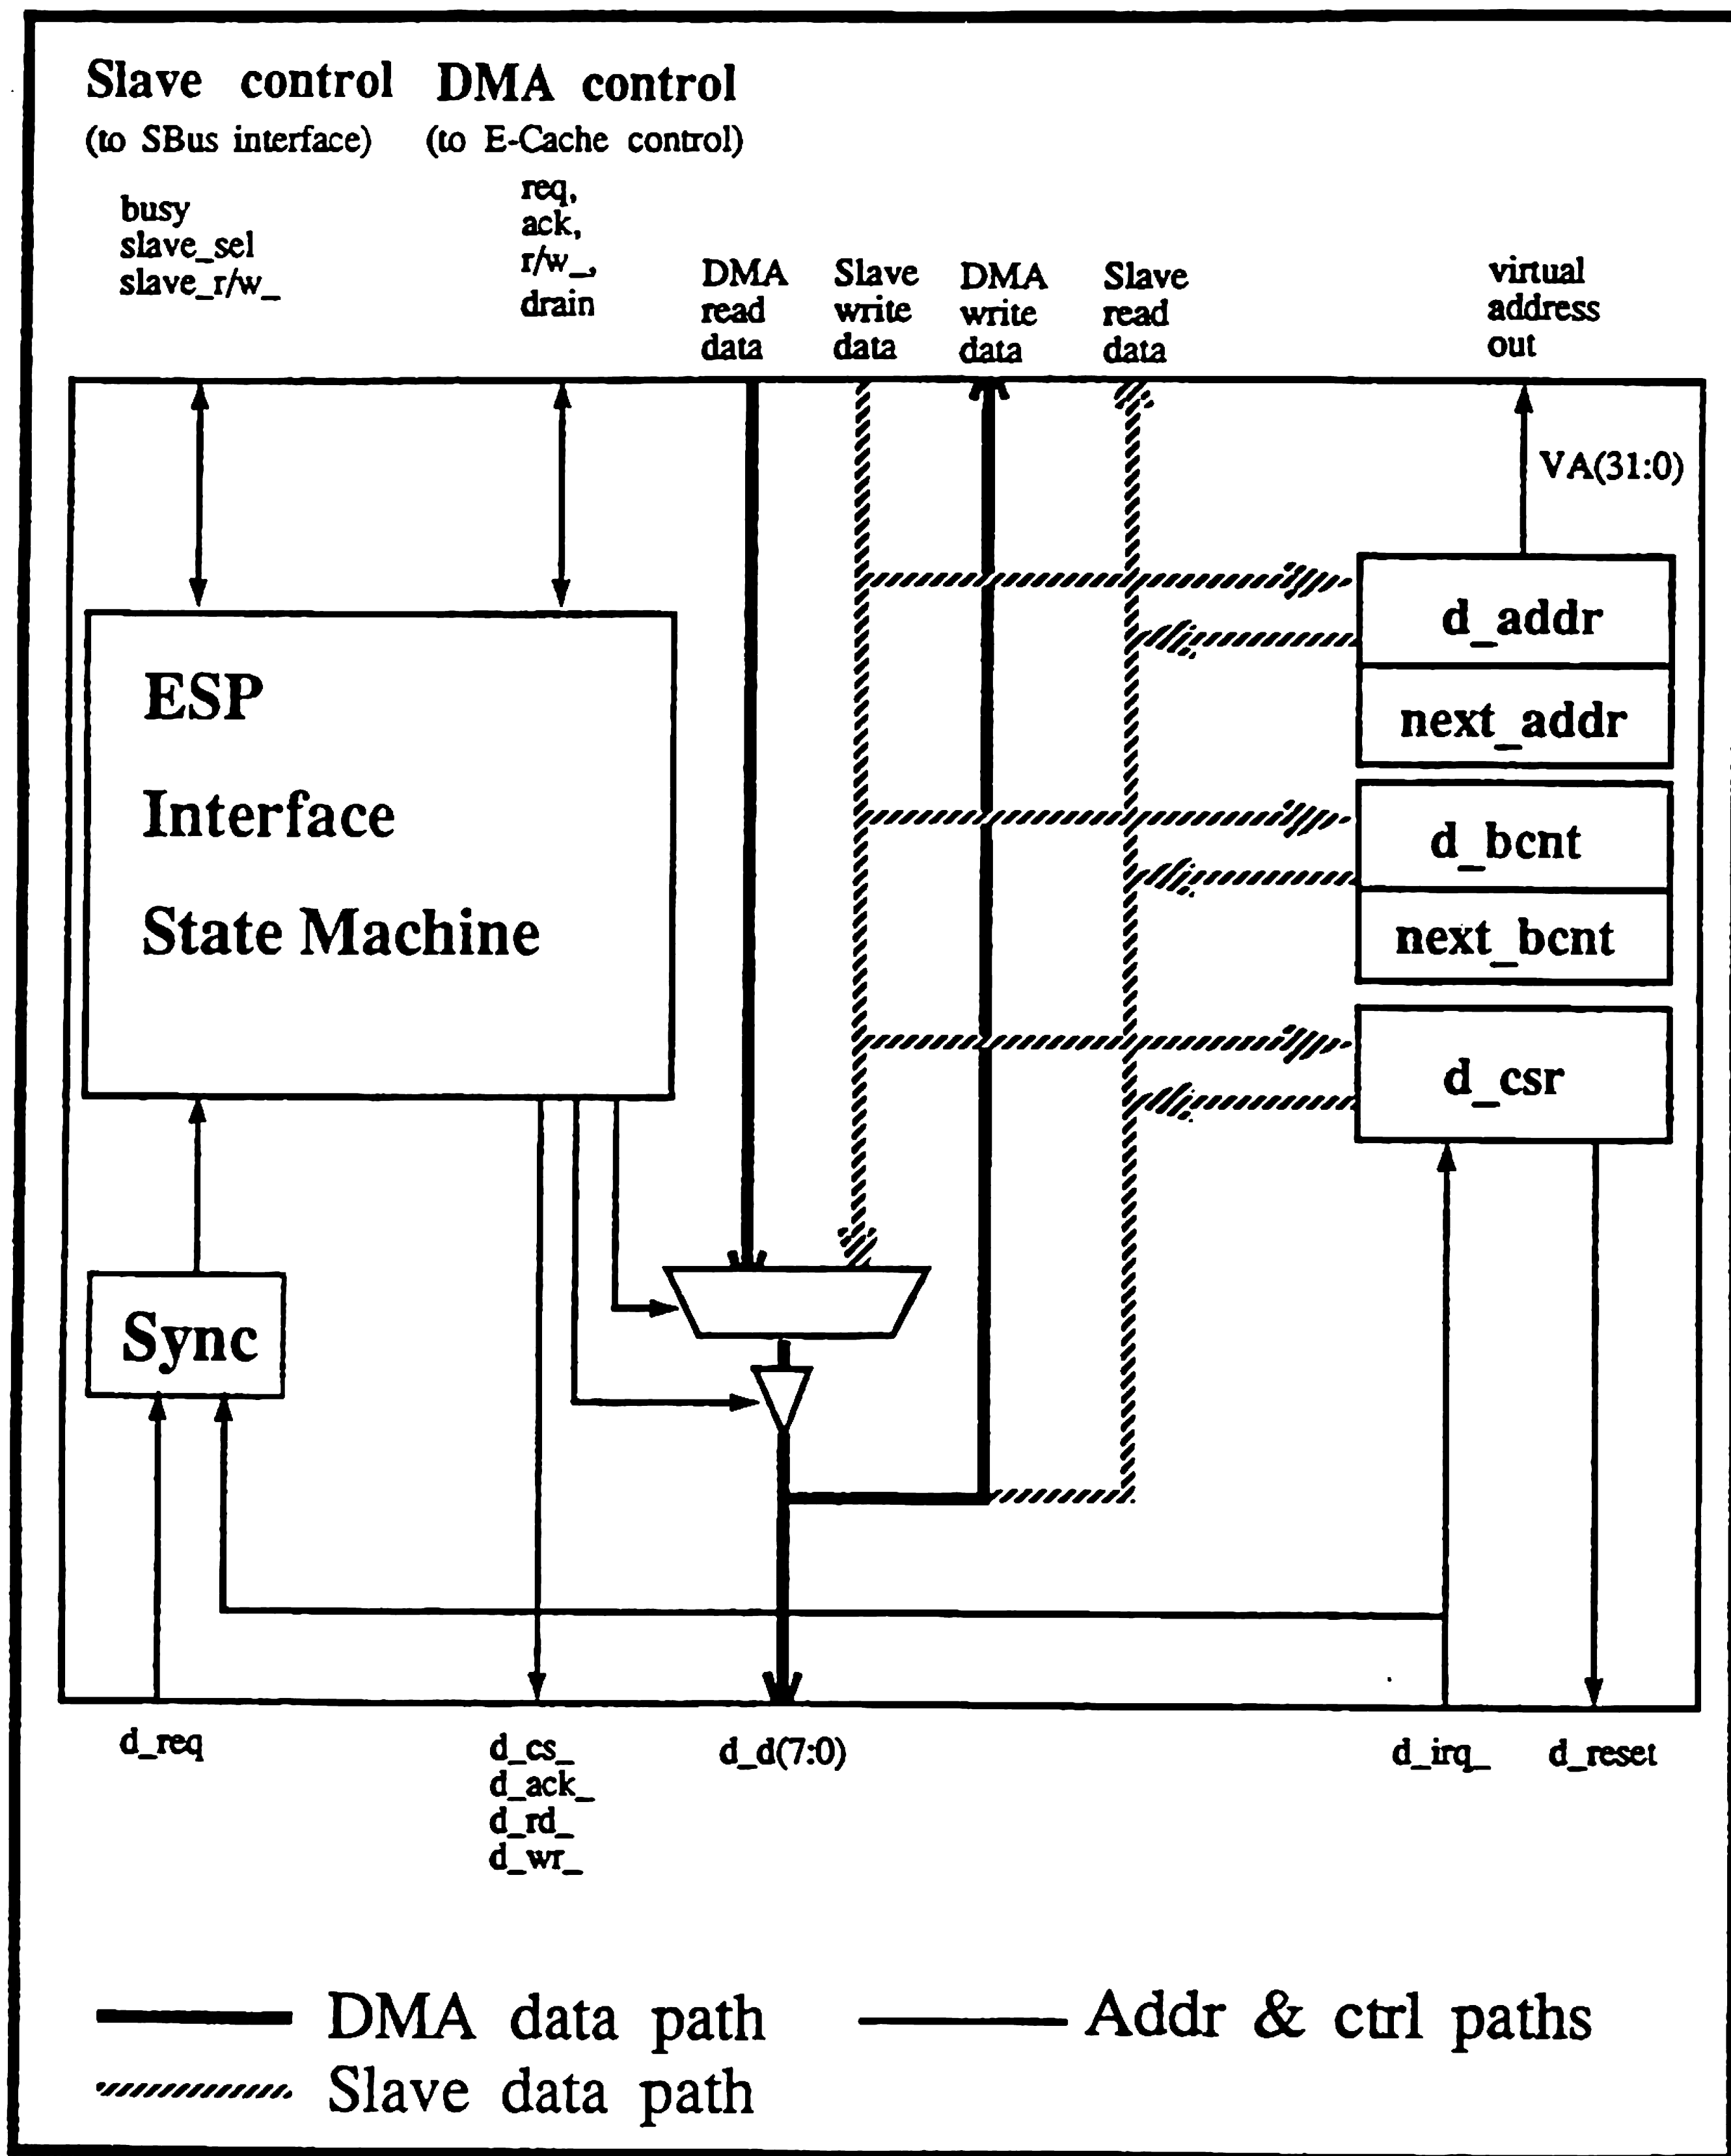 Slave control
(to SBus interface)
busy
slave_sel
slave_r/w_
DMA control
(to E-Cache control)
req,
ack,
r/w_,
drain
DMA
read
data
Slave
write
data
DMA
write
data
Slave
read
data
virtual
address
out
VA(31:0)
ESP
Interface
State Machine
d_addr
next_addr
d_bcnt
next_bcnt
d_csr
Sync
d_req
d_cs_
d_ack_
d_rd_
d_wr_
d_d(7:0)
d_irq_
d_reset
DMA data path
Addr & ctrl paths
Slave data path